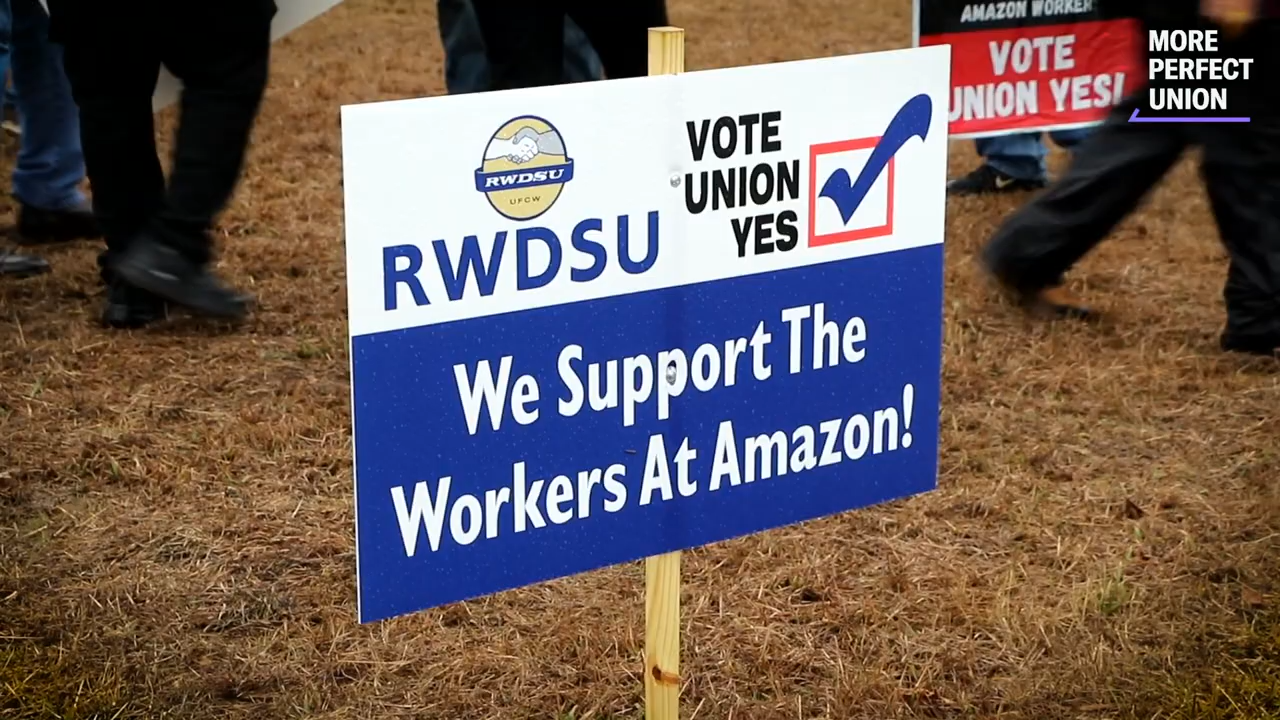 RWDSU
UFCW
RWDSU
VOTE
UNION
YES
We Support The
Workers At Amazon!
AMAZON WORKER
VOTE
UNION YES!
MORE
PERFECT
UNION